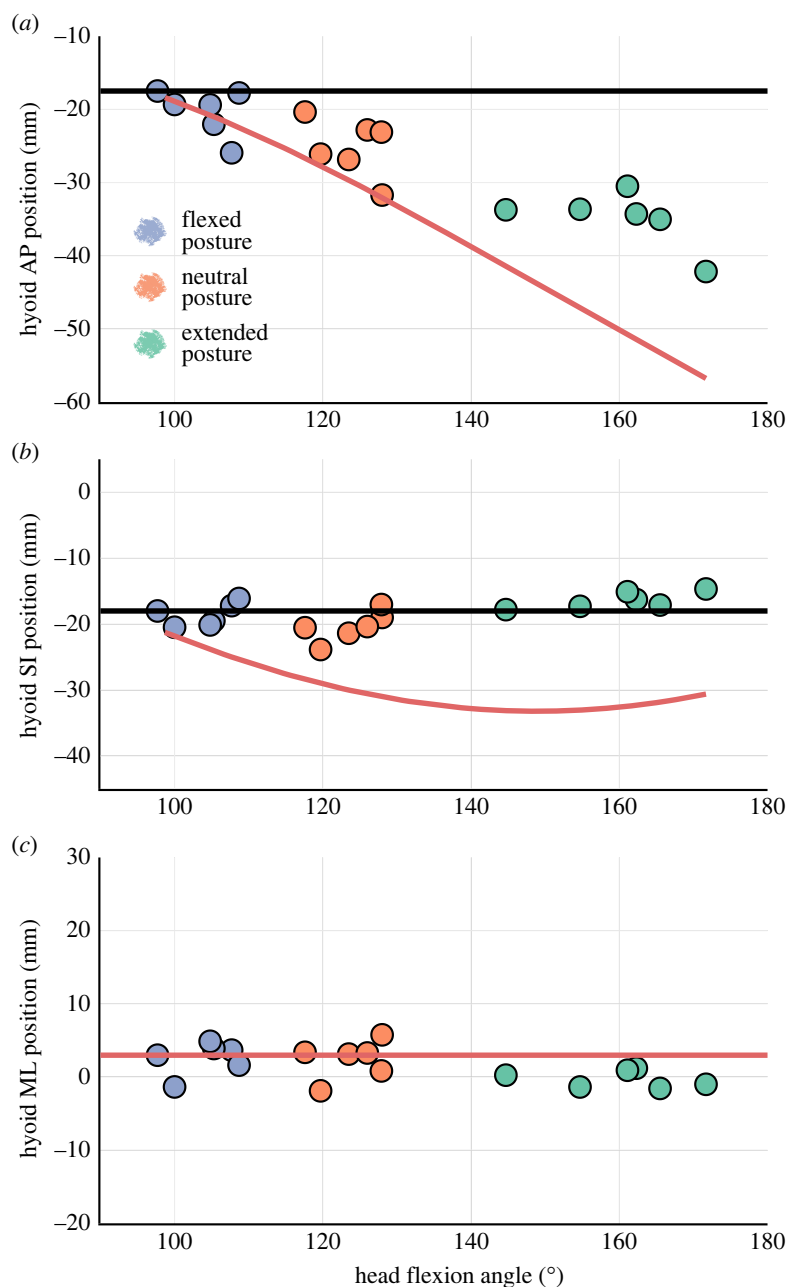 (a)
−10
−20
−30
−40
−50
−60
hyoid AP position (mm)
flexed
posture
neutral
posture
extended
posture
100
120
140
160
180
(b)
0
−10
−20
−30
−40
hyoid SI position (mm)
100
120
140
160
180
(c)
30
20
10
0
−10
−20
hyoid ML position (mm)
100
120
140
160
180
head flexion angle (°)